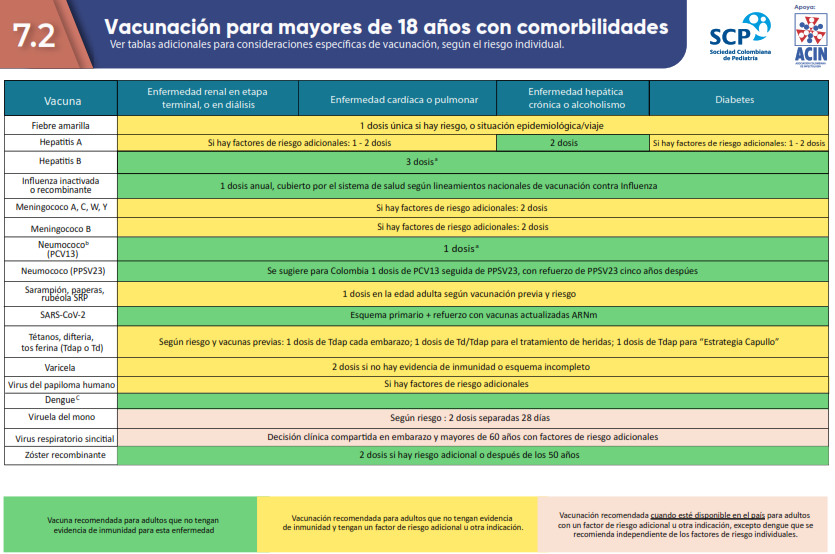 7.2
Vacunación para mayores de 18 años con comorbilidades
Ver tablas adicionales para consideraciones específicas de vacunación, según el riesgo individual.
SCP
Sociedad Colombiana
de Pediatría
Apoya:
ACIN
Vacuna
Enfermedad renal en etapa
terminal, o en diálisis
Enfermedad cardíaca o pulmonar
Enfermedad hepática
crónica o alcoholismo
Diabetes
Fiebre amarilla
1 dosis única si hay riesgo, o situación epidemiológica/viaje
Hepatitis A
Si hay factores de riesgo adicionales: 1 - 2 dosis
2 dosis
Si hay factores de riesgo adicionales: 1 - 2 dosis
Hepatitis B
3 dosisª
Influenza inactivada
o recombinante
1 dosis anual, cubierto por el sistema de salud según lineamientos nacionales de vacunación contra Influenza
Meningococo A, C, W, Y
Si hay factores de riesgo adicionales: 2 dosis
Meningococo B
Si hay factores de riesgo adicionales: 2 dosis
Neumococoᵇ
(PCV13)
1 dosisª
Neumococo (PPSV23)
Se sugiere para Colombia 1 dosis de PCV13 seguida de PPSV23, con refuerzo de PPSV23 cinco años despúes
Sarampión, paperas,
rubéola SRP
1 dosis en la edad adulta según vacunación previa y riesgo
SARS-CoV-2
Esquema primario + refuerzo con vacunas actualizadas ARNm
Tétanos, difteria,
tos ferina (Tdap o Td)
Según riesgo y vacunas previas: 1 dosis de Tdap cada embarazo; 1 dosis de Td/Tdap para el tratamiento de heridas; 1 dosis de Tdap para "Estrategia Capullo"
Varicela
2 dosis si no hay evidencia de inmunidad o esquema incompleto
Virus del papiloma humano
Si hay factores de riesgo adicionales
Dengueᶜ
Viruela del mono
Según riesgo : 2 dosis separadas 28 días
Virus respiratorio sincitial
Decisión clínica compartida en embarazo y mayores de 60 años con factores de riesgo adicionales
Zóster recombinante
2 dosis si hay riesgo adicional o después de los 50 años
Vacuna recomendada para adultos que no tengan
evidencia de inmunidad para esta enfermedad
Vacunación recomendada para adultos que no tengan evidencia
de inmunidad y tengan un factor de riesgo adicional u otra indicación.
Vacunación recomendada cuando esté disponible en el país para adultos
con un factor de riesgo adicional u otra indicación, excepto dengue que se
recomienda independiente de los factores de riesgo individuales.